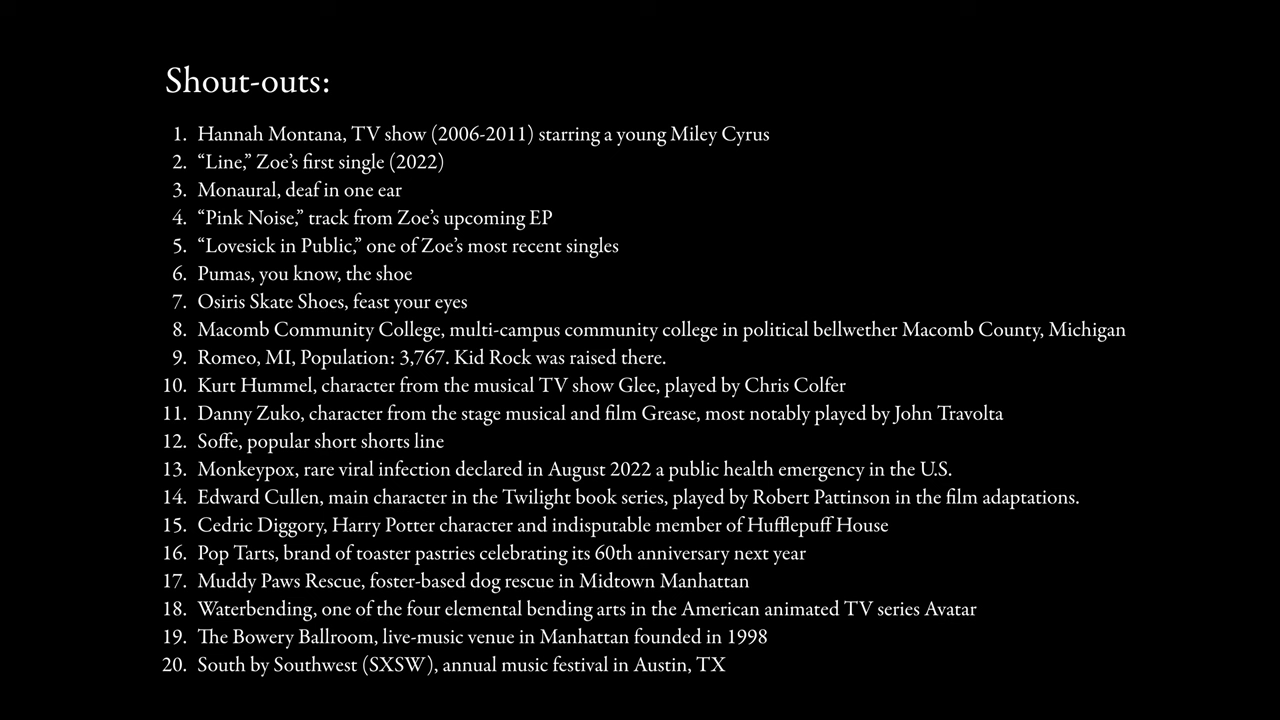 Shout-outs:
1. Hannah Montana, TV show (2006-2011) starring a young Miley Cyrus
2. “Line,” Zoe’s first single (2022)
3. Monaural, deaf in one ear
4. “Pink Noise,” track from Zoe’s upcoming EP
5. “Lovesick in Public,” one of Zoe’s most recent singles
6. Pumas, you know, the shoe
7. Osiris Skate Shoes, feast your eyes
8. Macomb Community College, multi-campus community college in political bellwether Macomb County, Michigan
9. Romeo, MI, Population: 3,767. Kid Rock was raised there.
10. Kurt Hummel, character from the musical TV show Glee, played by Chris Colfer
11. Danny Zuko, character from the stage musical and film Grease, most notably played by John Travolta
12. Soffe, popular short shorts line
13. Monkeypox, rare viral infection declared in August 2022 a public health emergency in the U.S.
14. Edward Cullen, main character in the Twilight book series, played by Robert Pattinson in the film adaptations.
15. Cedric Diggory, Harry Potter character and indisputable member of Hufflepuff House
16. Pop Tarts, brand of toaster pastries celebrating its 60th anniversary next year
17. Muddy Paws Rescue, foster-based dog rescue in Midtown Manhattan
18. Waterbending, one of the four elemental bending arts in the American animated TV series Avatar
19. The Bowery Ballroom, live-music venue in Manhattan founded in 1998
20. South by Southwest (SXSW), annual music festival in Austin, TX